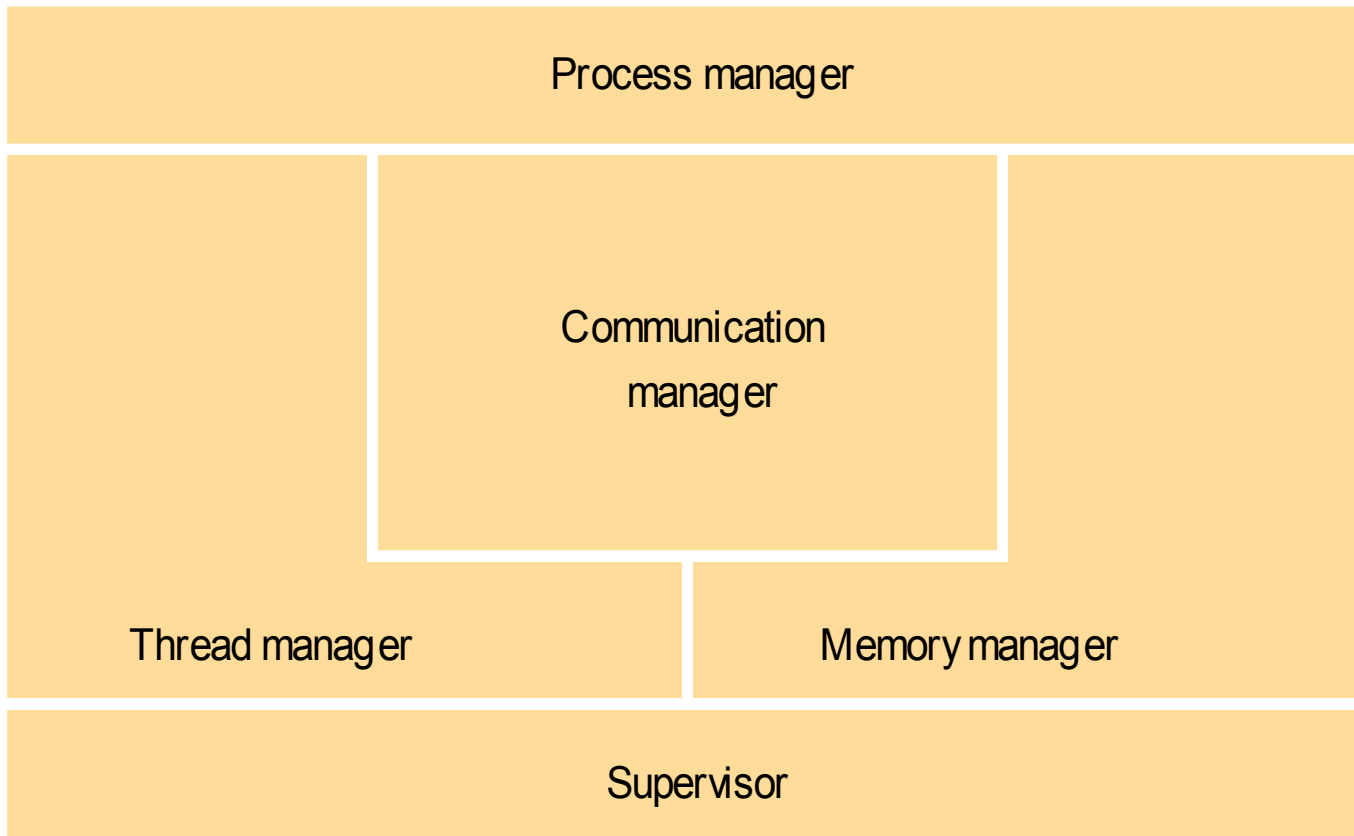 Process manager
Communication
manager
Thread manager
Memory manager
Supervisor